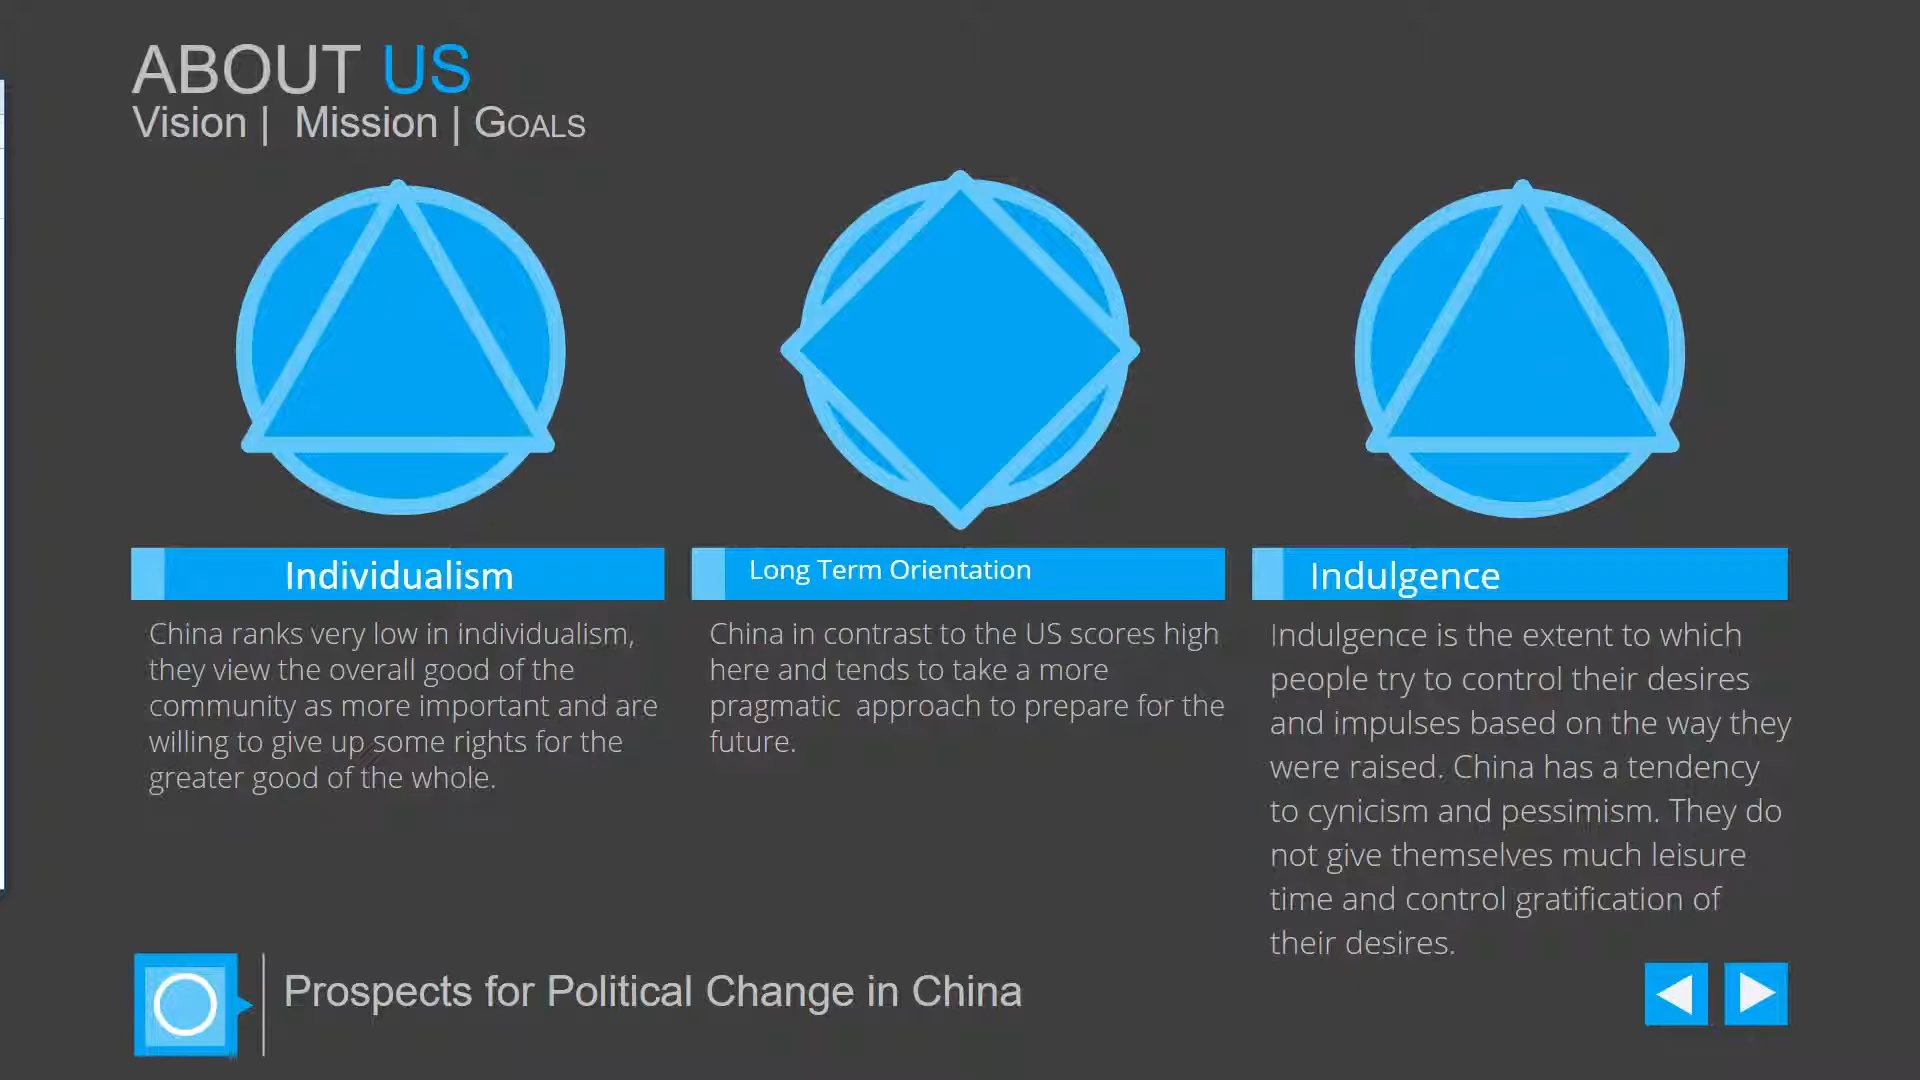 ABOUT US
Vision | Mission | GOALS
Individualism
China ranks very low in individualism,
they view the overall good of the
community as more important and are
willing to give up some rights for the
greater good of the whole.
Long Term Orientation
China in contrast to the US scores high
here and tends to take a more
pragmatic  approach to prepare for the
future.
Indulgence
Indulgence is the extent to which
people try to control their desires
and impulses based on the way they
were raised. China has a tendency
to cynicism and pessimism. They do
not give themselves much leisure
time and control gratification of
their desires.
Prospects for Political Change in China